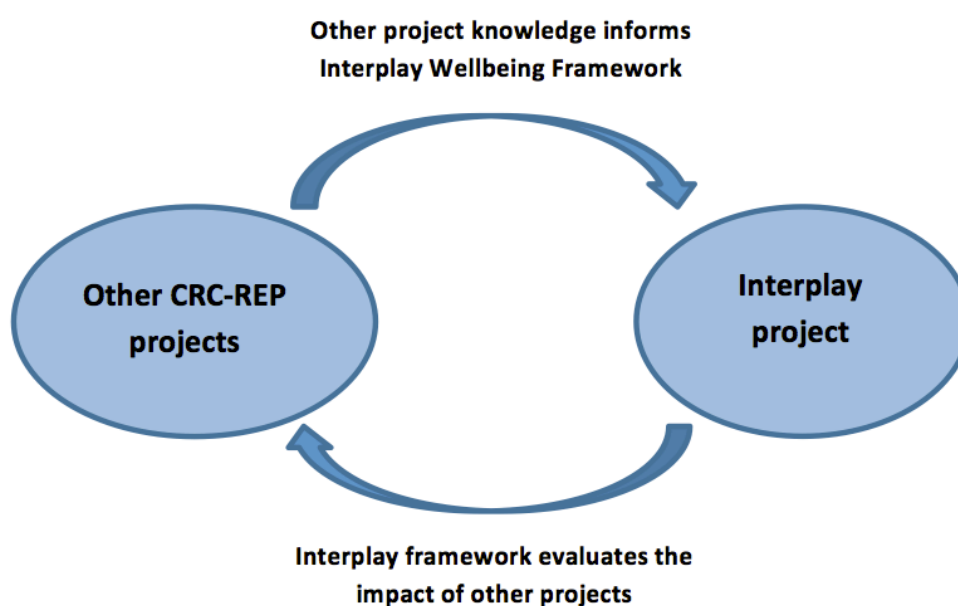 Other project knowledge informs
Interplay Wellbeing Framework
Other CRC-REP
projects
Interplay
project
Interplay framework evaluates the
impact of other projects